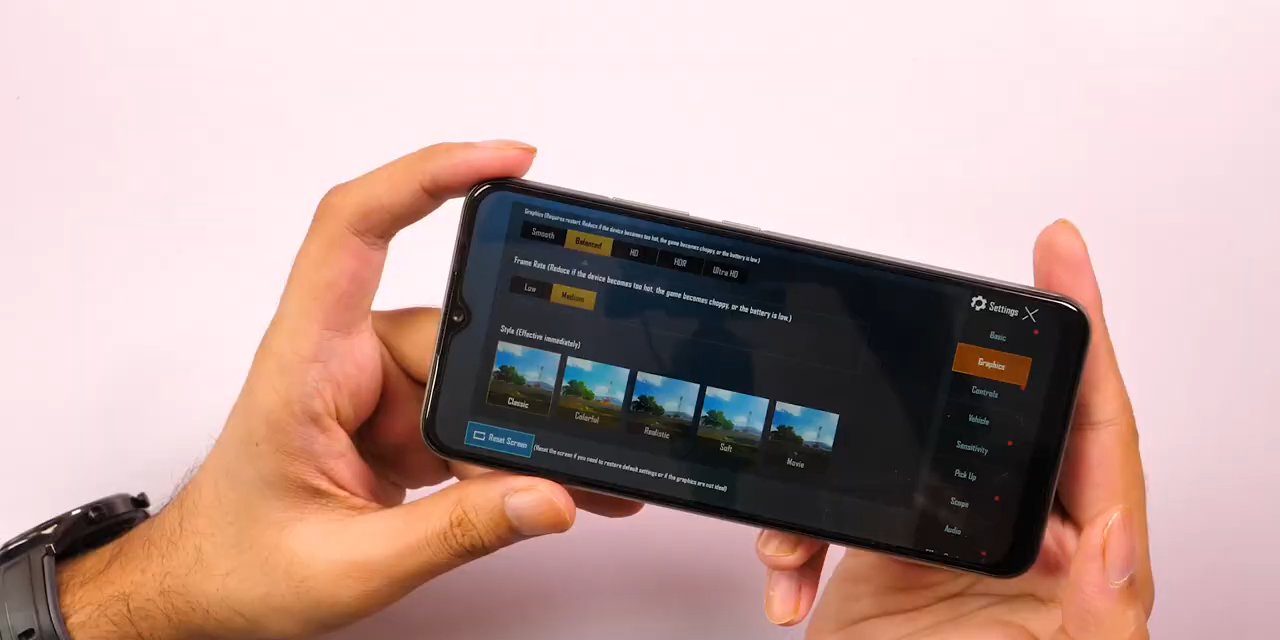 Graphics (Requires restart. Reduce if the device becomes too hot, the game becomes choppy, or the battery is low.)
Smooth Balanced HD HDR Ultra HD
Frame Rate (Reduce if the device becomes too hot, the game becomes choppy, or the battery is low.)
Low Medium
Style (Effective immediately)
Classic Colorful Realistic Soft Movie
Reset Screen (Reset the screen if you need to restore default settings or if the graphics are not ideal)
Settings
Basic
Graphics
Controls
Vehicle
Sensitivity
Pick Up
Scope
Audio